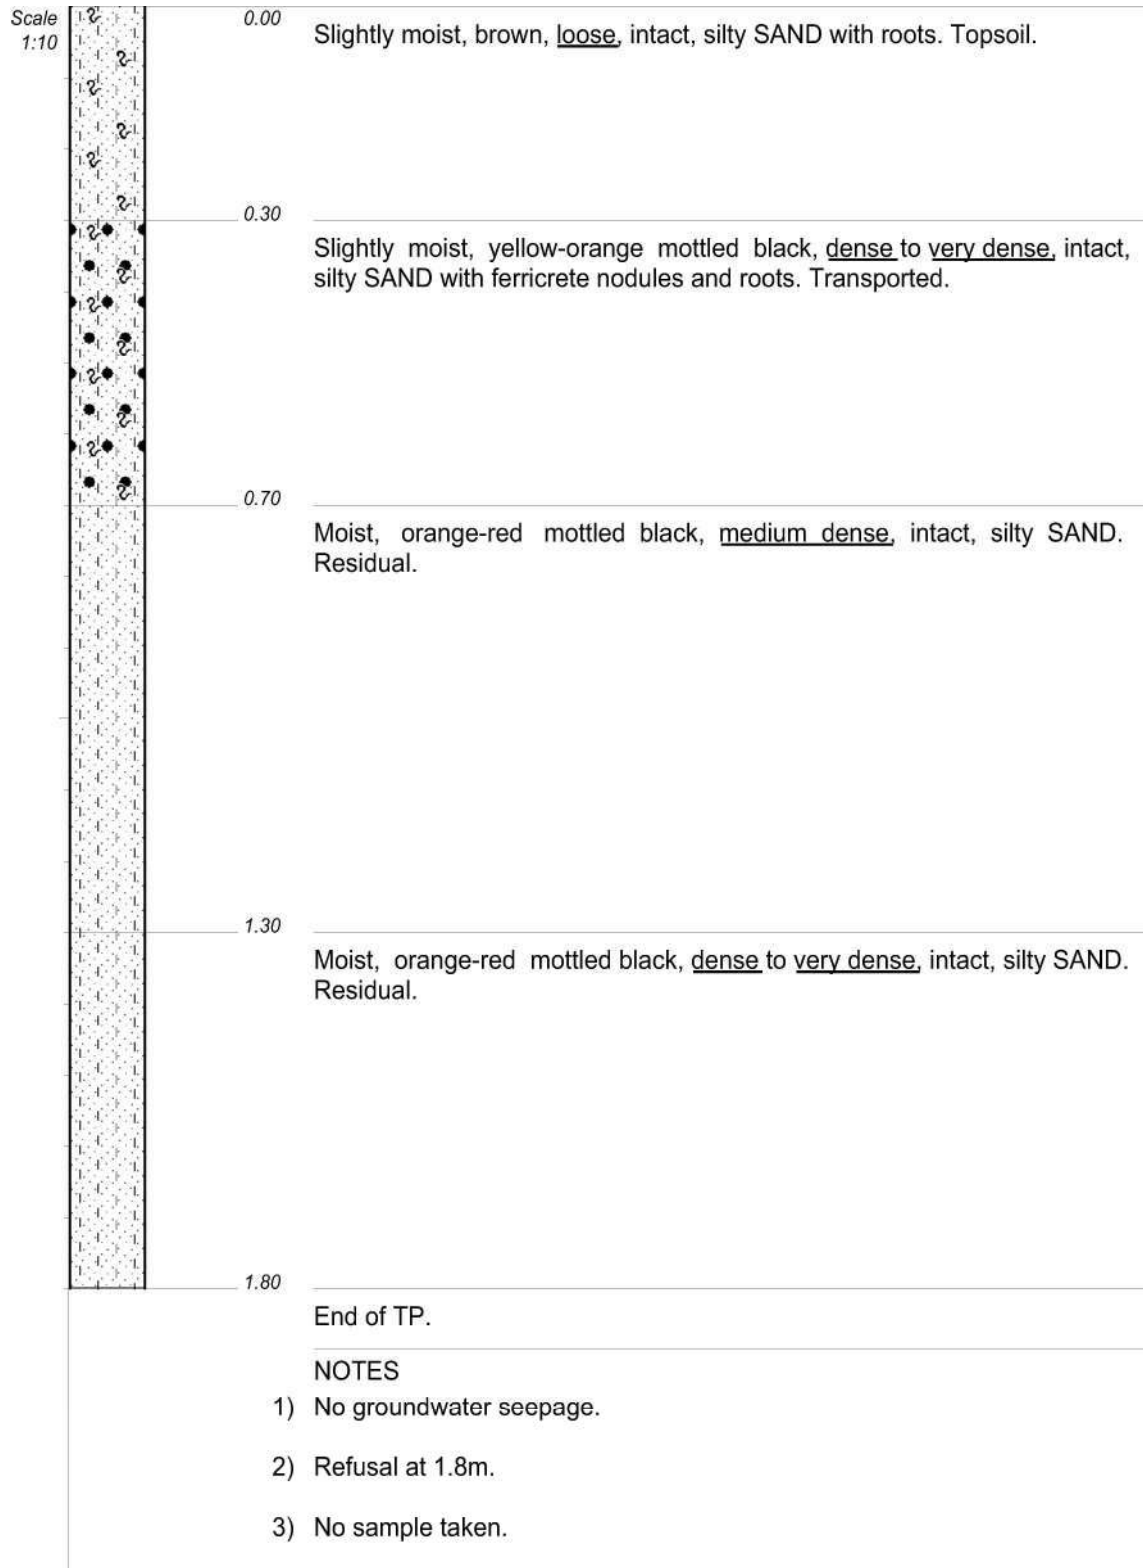 Scale
1:10
0.00
Slightly moist, brown, loose, intact, silty SAND with roots. Topsoil.
0.30
Slightly moist, yellow-orange mottled black, dense to very dense, intact,
silty SAND with ferricrete nodules and roots. Transported.
0.70
Moist, orange-red mottled black, medium dense, intact, silty SAND.
Residual.
1.30
Moist, orange-red mottled black, dense to very dense, intact, silty SAND.
Residual.
1.80
End of TP.
NOTES
1) No groundwater seepage.
2) Refusal at 1.8m.
3) No sample taken.